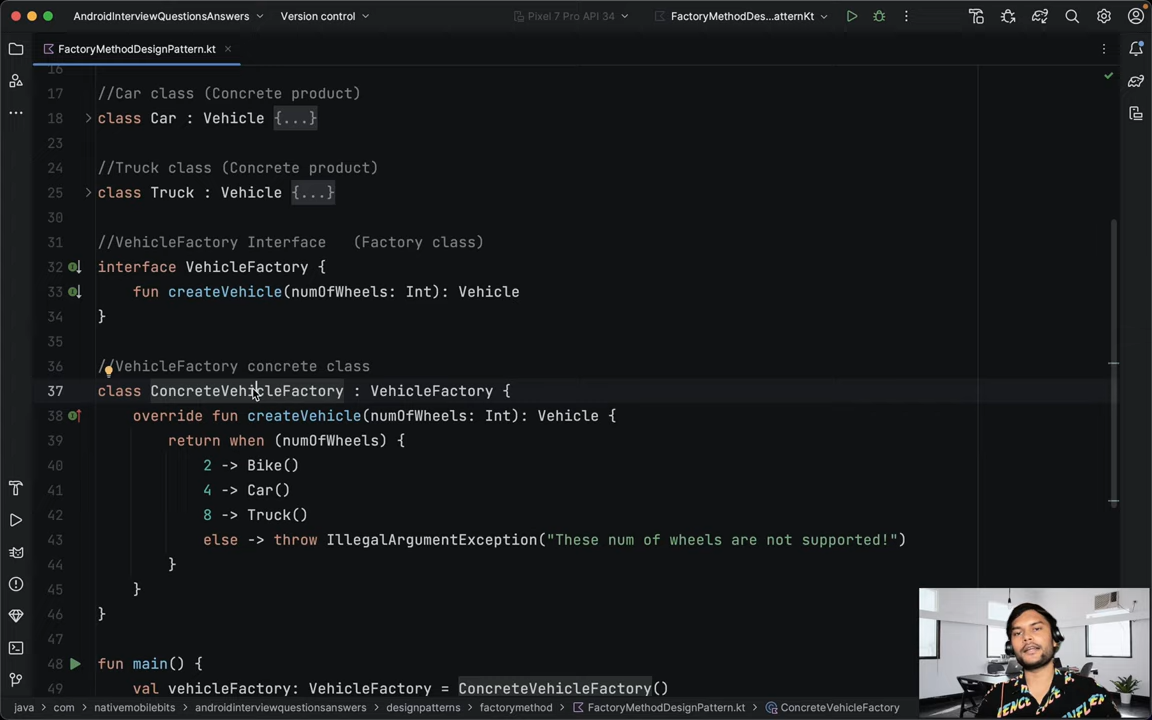 AndroidInterviewQuestionsAnswers Version control Pixel 7 Pro API 34 FactoryMethodDes...atternKt
FactoryMethodDesignPattern.kt
16
17 //Car class (Concrete product)
18 class Car : Vehicle {...}
23
24 //Truck class (Concrete product)
25 class Truck : Vehicle {...}
30
31 //VehicleFactory Interface (Factory class)
32 interface VehicleFactory {
33 fun createVehicle(numOfWheels: Int): Vehicle
34 }
35
36 //VehicleFactory concrete class
37 class ConcreteVehicleFactory : VehicleFactory {
38 override fun createVehicle(numOfWheels: Int): Vehicle {
39 return when (numOfWheels) {
40 2 -> Bike()
41 4 -> Car()
42 8 -> Truck()
43 else -> throw IllegalArgumentException("These num of wheels are not supported!")
44 }
45 }
46 }
47
48 fun main() {
49 val vehicleFactory: VehicleFactory = ConcreteVehicleFactory()
java > com > nativemobilebits > androidinterviewquestionsanswers > designpatterns > factorymethod > FactoryMethodDesignPattern.kt > ConcreteVehicleFactory